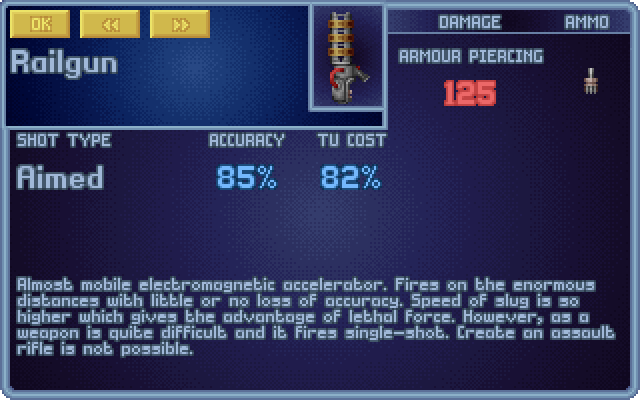 OK << >>
DAMAGE AMMO
Railgun
ARMOUR PIERCING
125
SHOT TYPE ACCURACY TU COST
Aimed 85% 82%
Almost mobile electromagnetic accelerator. Fires on the enormous
distances with little or no loss of accuracy. Speed of slug is so
higher which gives the advantage of lethal force. However, as a
weapon is quite difficult and it fires single-shot. Create an assault
rifle is not possible.